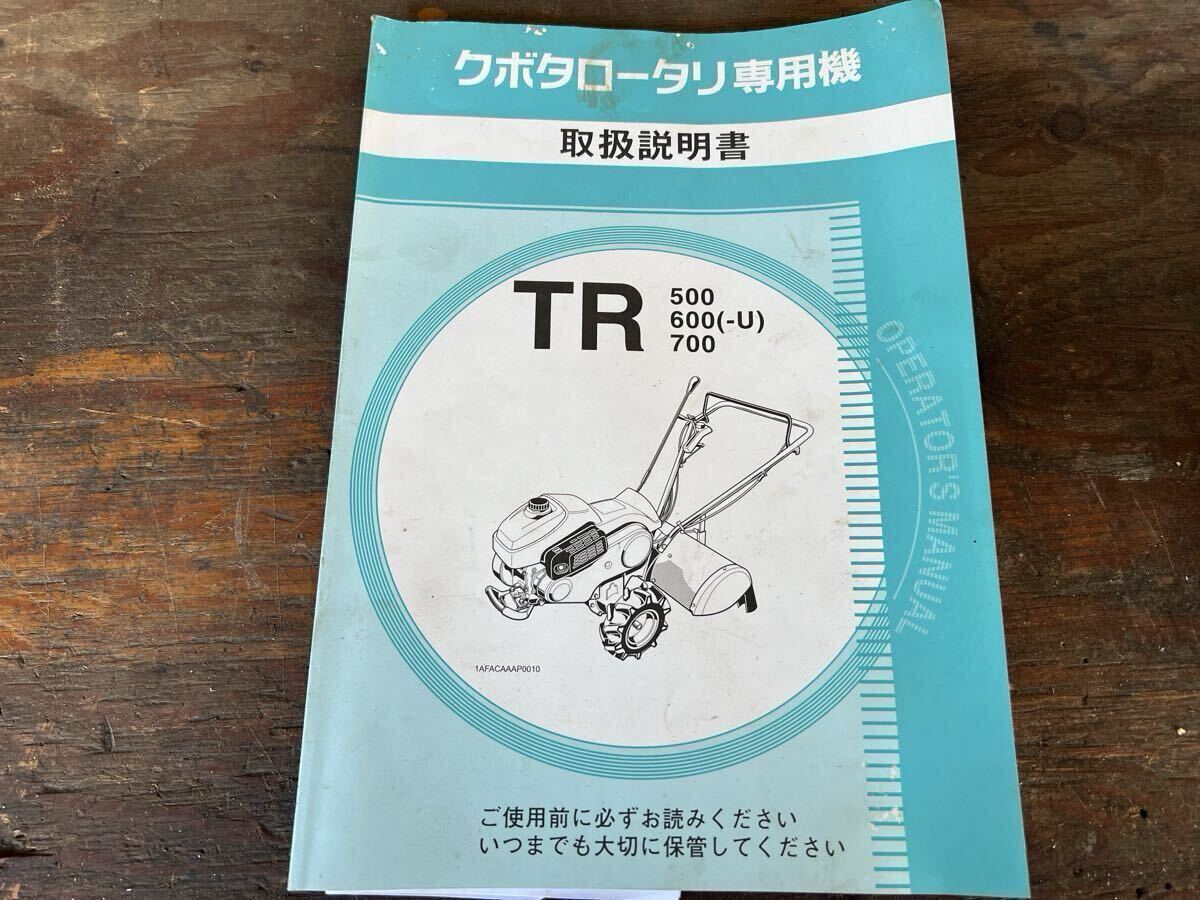 クボタロータリ専用機
取扱説明書
TR
500
600(-U)
700
OPERATOR'S MANUAL
1AFACAAAP0010
ご使用前に必ずお読みください
いつまでも大切に保管してください